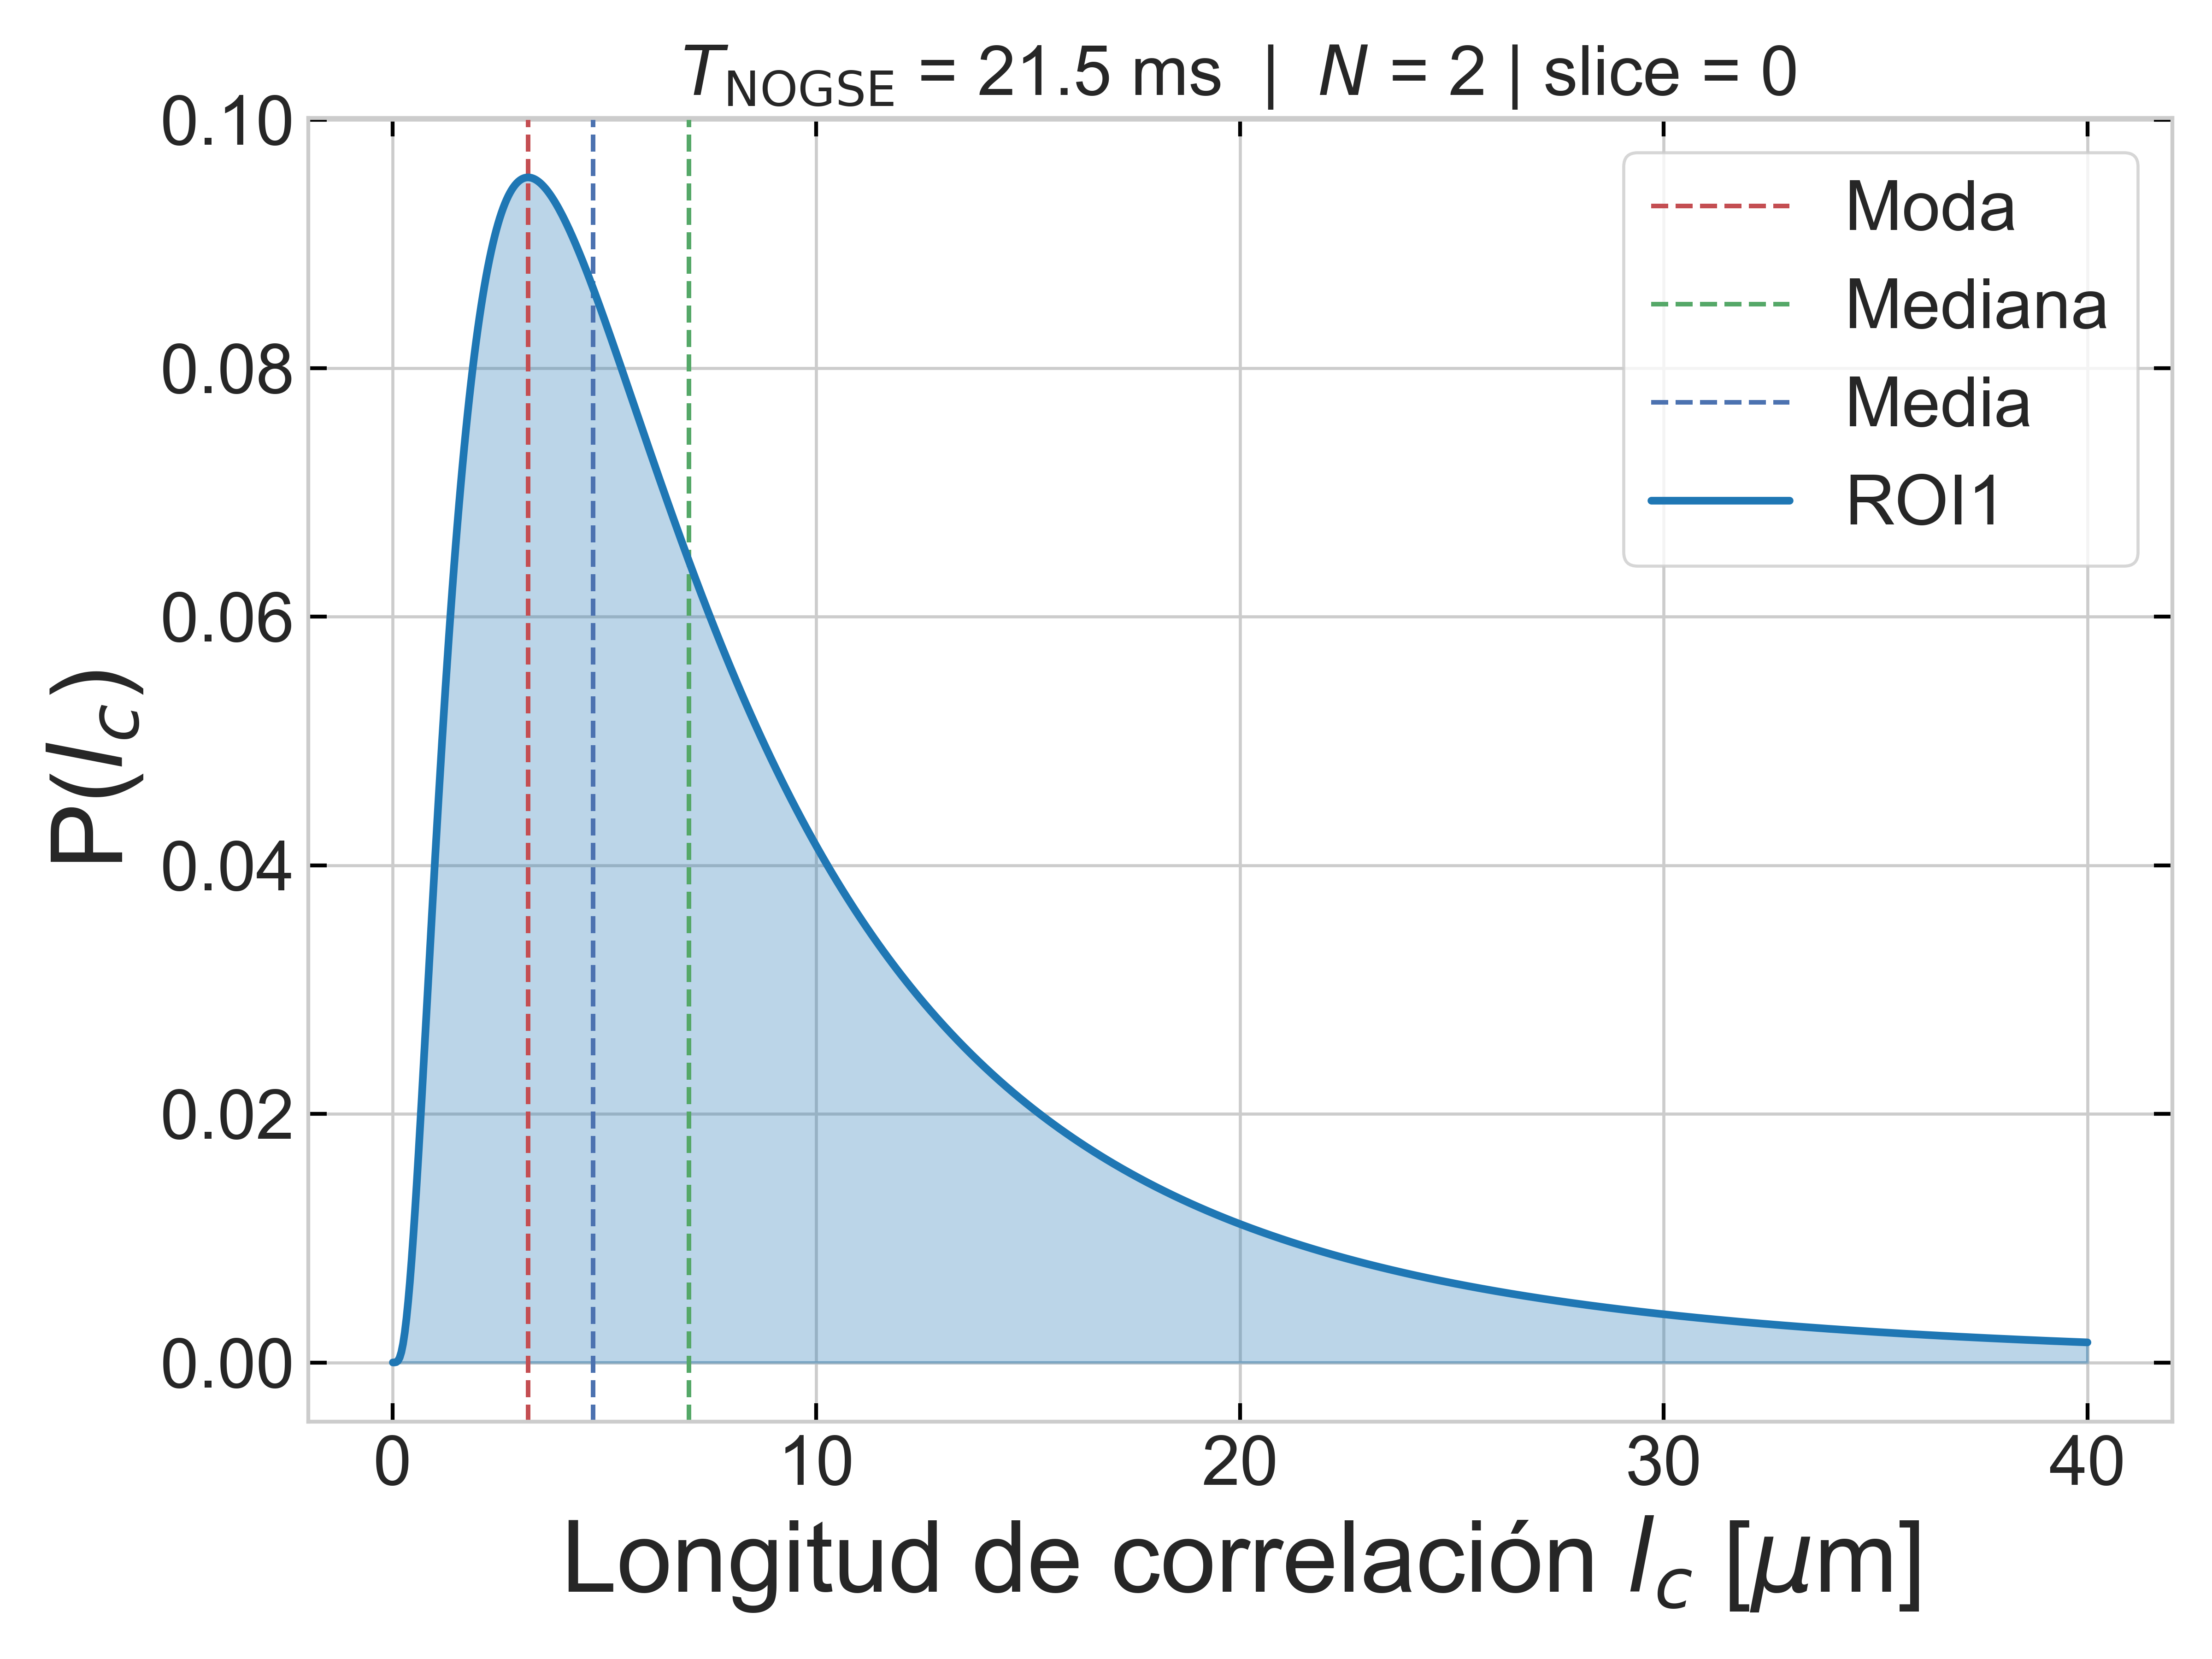 T_NOGSE = 21.5 ms | N = 2 | slice = 0
0.10
0.08
0.06
0.04
0.02
0.00
P(l_c)
Moda
Mediana
Media
ROI1
0 10 20 30 40
Longitud de correlación l_c [μm]